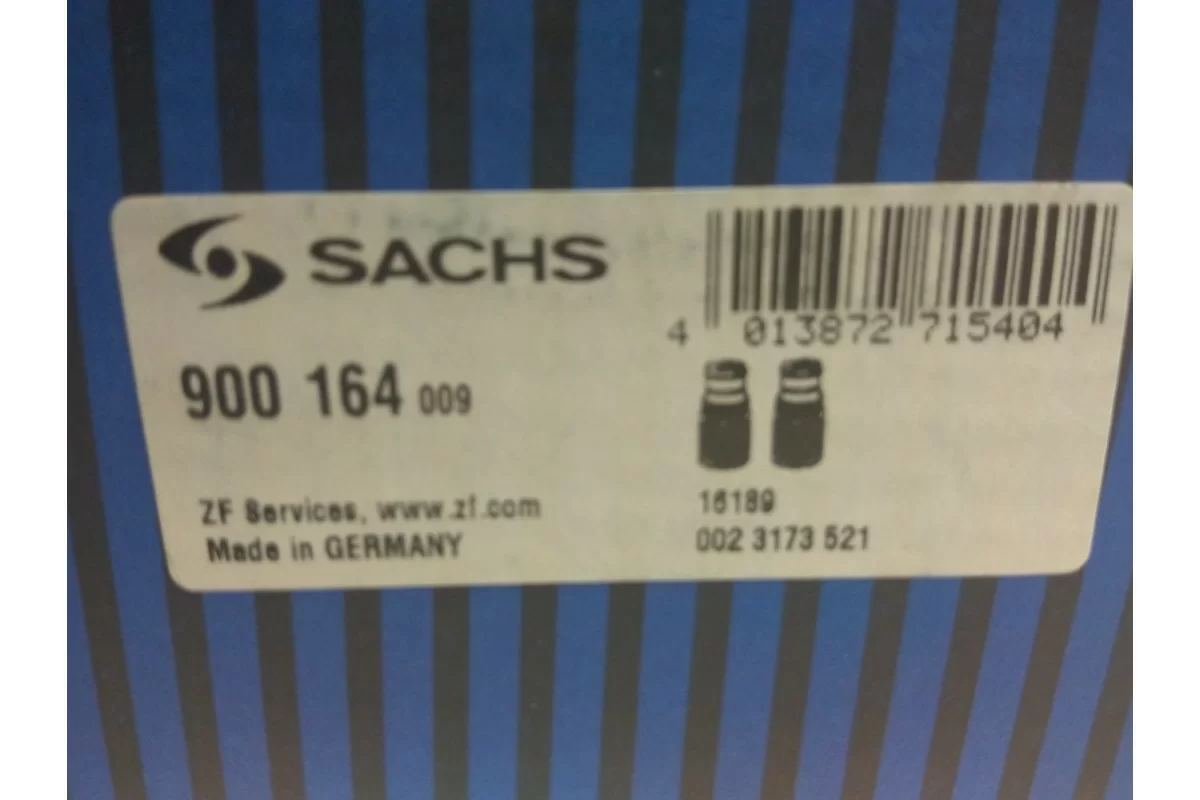 SACHS
4 013872 715404
900 164 009
ZF Services, www.zf.com
Made in GERMANY
16189
002 3173 521